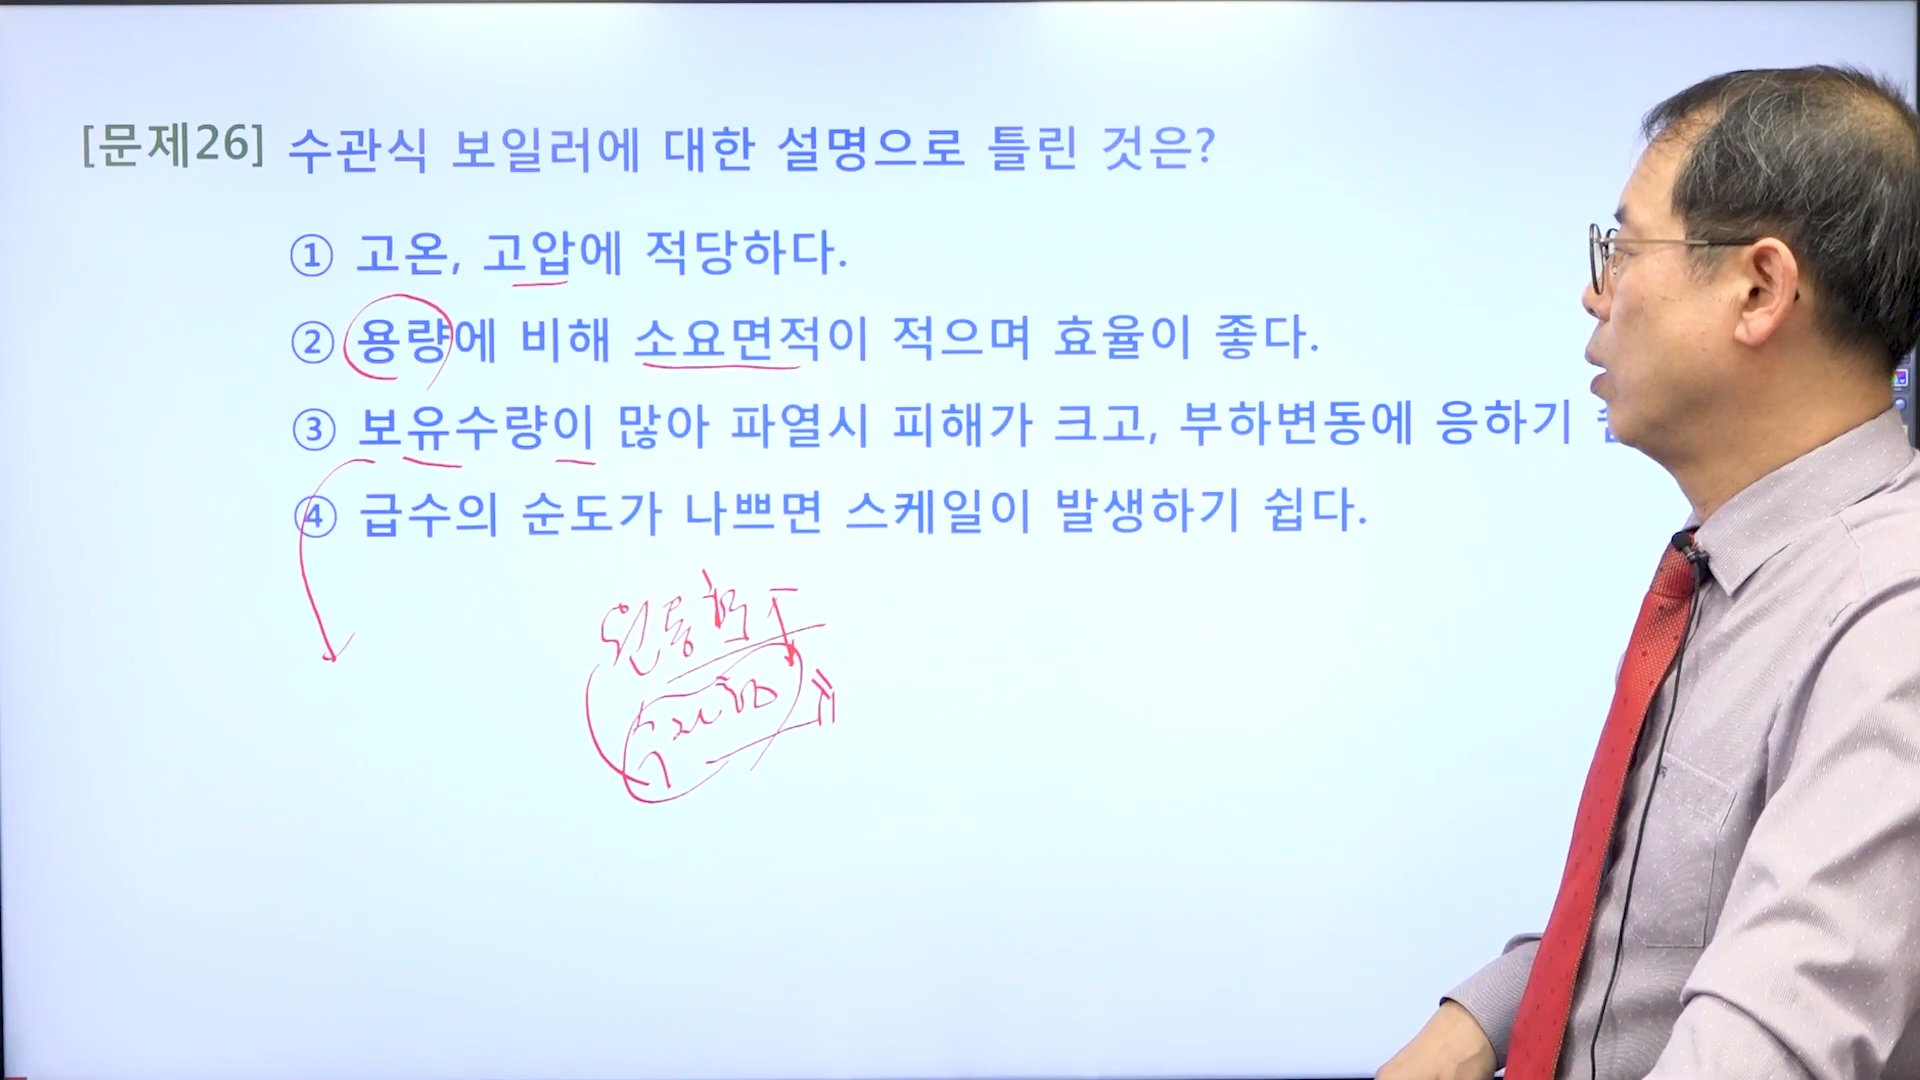 [문제26] 수관식 보일러에 대한 설명으로 틀린 것은?
① 고온, 고압에 적당하다.
② 용량에 비해 소요면적이 적으며 효율이 좋다.
③ 보유수량이 많아 파열시 피해가 크고, 부하변동에 응하기
④ 급수의 순도가 나쁘면 스케일이 발생하기 쉽다.